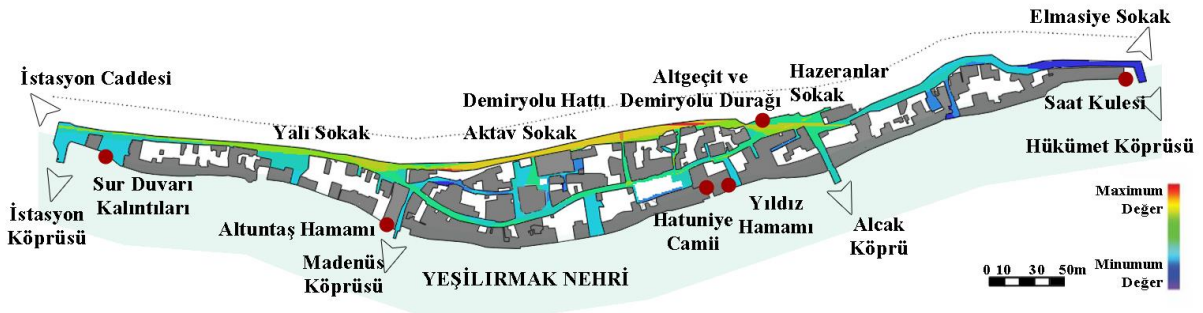 Elmasiye Sokak
İstasyon Caddesi
Altgeçit ve
Demiryolu Durağı
Hazeranlar
Sokak
Demiryolu Hattı
Yalı Sokak
Aktav Sokak
Saat Kulesi
Hükümet Köprüsü
Sur Duvarı
Kalıntıları
İstasyon
Köprüsü
Altuntaş Hamamı
Madenüs
Köprüsü
YEŞİLIRMAK NEHRİ
Hatuniye
Camii
Yıldız
Hamamı
Alcak
Köprü
Maximum
Değer
Minumum
Değer
0 10 30 50m